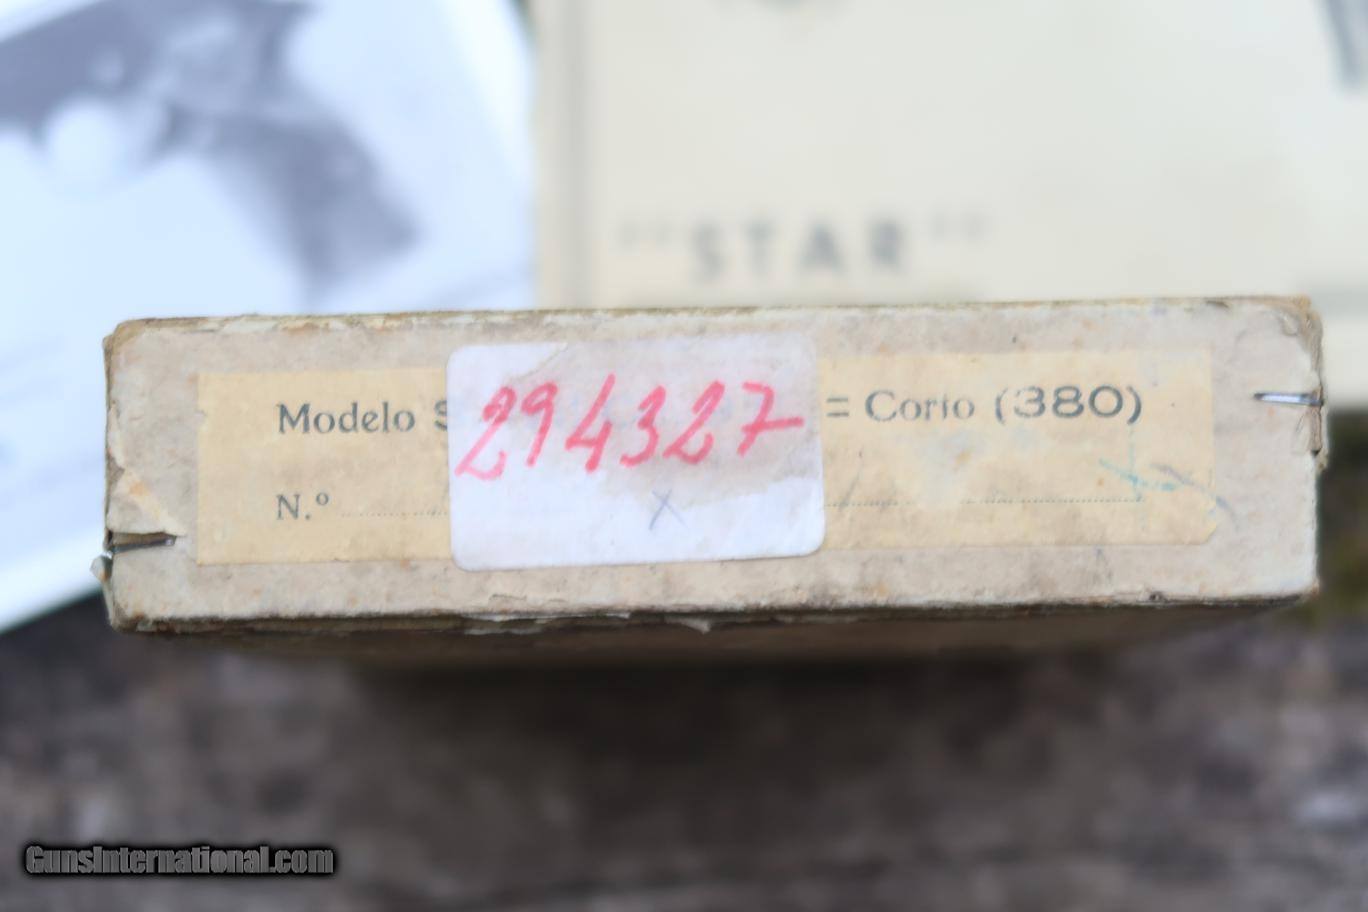 "STAR"
Modelo S = Corto (380)
294327
N.º
x
GunsInternational.com